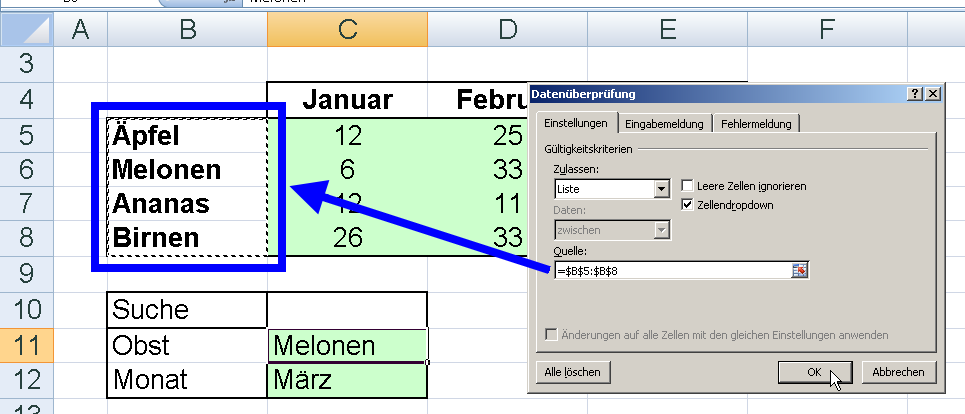 A B C D E F
3
4 Januar Febru
5 Äpfel 12 25
6 Melonen 6 33
7 Ananas 12 11
8 Birnen 26 33
9
10 Suche
11 Obst Melonen
12 Monat März
13
Datenüberprüfung
Einstellungen Eingabemeldung Fehlermeldung
Gültigkeitskriterien
Zulassen:
Liste Leere Zellen ignorieren
Daten: Zellendropdown
zwischen
Quelle:
=$B$5:$B$8
Änderungen auf alle Zellen mit den gleichen Einstellungen anwenden
Alle löschen OK Abbrechen